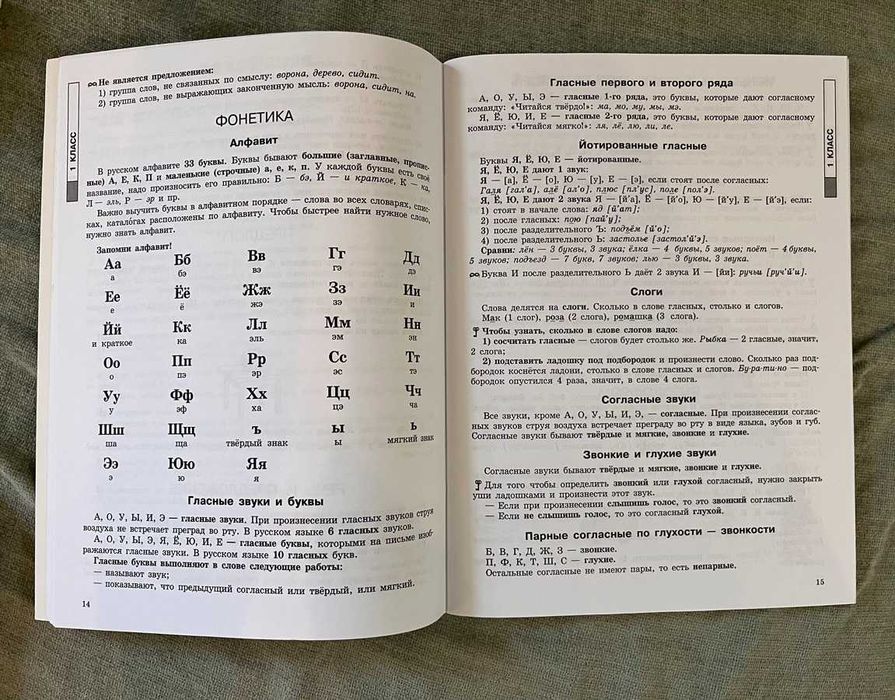 ∞Не является предложением:
1) группа слов, не связанных по смыслу: ворона, дерево, сидит.
2) группа слов, не выражающих законченную мысль: ворона, сидит, на.
1 КЛАСС
ФОНЕТИКА
Алфавит
В русском алфавите 33 буквы. Буквы бывают большие (заглавные, пропис-
ные) А, Е, К, П и маленькие (строчные) а, е, к, п. У каждой буквы есть своё
название, надо произносить его правильно: Б — бэ, Й — и краткое, К — ка,
Л — эль, Р — эр и пр.
Важно выучить буквы в алфавитном порядке — слова во всех словарях, спис-
ках, катало́гах расположены по алфавиту. Чтобы быстрее найти нужное слово,
нужно знать алфавит.
Запомни алфавит!
Аа Бб Вв Гг Дд
а бэ вэ гэ дэ
Ее Ёё Жж Зз Ии
е ё жэ зэ и
Йй Кк Лл Мм Нн
и краткое ка эль эм эн
Оо Пп Рр Сс Тт
о пэ эр эс тэ
Уу Фф Хх Цц Чч
у эф ха цэ ча
Шш Щщ ъ ы ь
ша ща твёрдый знак ы мягкий знак
Ээ Юю Яя
э ю я
Гласные звуки и буквы
А, О, У, Ы, И, Э — гласные звуки. При произнесении гласных звуков струя
воздуха не встречает преград во рту. В русском языке 6 гласных звуков.
А, О, У, Ы, Э, Я, Ё, Ю, И, Е — гласные буквы, которыми на письме изоб-
ражаются гласные звуки. В русском языке 10 гласных букв.
Гласные буквы выполняют в слове следующие работы:
— называют звук;
— показывают, что предыдущий согласный или твёрдый, или мягкий.
14
Гласные первого и второго ряда
А, О, У, Ы, Э — гласные 1-го ряда, это буквы, которые дают согласному
команду: «Читайся твёрдо!»: ма, мо, му, мы, мэ.
Я, Ё, Ю, И, Е — гласные 2-го ряда, это буквы, которые дают согласному
команду: «Читайся мягко!»: ля, лё, лю, ли, ле.
1 КЛАСС
Йотированные гласные
Буквы Я, Ё, Ю, Е — йотированные.
Я, Ё, Ю, Е дают 1 звук:
Я — [а], Ё — [о], Ю — [у], Е — [э], если стоят после согласных:
Галя [гал'а], алё [ал'о], плюс [пл'ус], поле [пол'э].
Я, Ё, Ю, Е дают 2 звука Я — [й'а], Ё — [й'о], Ю — [й'у], Е — [й'э], если:
1) стоят в начале слова: яд [й'ат];
2) после гласных: пою [пай'у];
3) после разделительного Ъ: подъём [й'о];
4) после разделительного Ь: застолье [застол'й'э].
Сравни: лён — 3 буквы, 3 звука; ёлка — 4 буквы, 5 звуков; поёт — 4 буквы,
5 звуков; подъезд — 7 букв, 7 звуков; лью — 3 буквы, 3 звука.
∞Буква И после разделительного Ь даёт 2 звука И — [йи]: ручьи [руч'й'и].
Слоги
Слова делятся на слоги. Сколько в слове гласных, столько и слогов.
Мак (1 слог), роза (2 слога), ромашка (3 слога).
Чтобы узнать, сколько в слове слогов надо:
1) сосчитать гласные — слогов будет столько же. Рыбка — 2 гласные, значит,
2 слога;
2) подставить ладошку под подбородок и произнести слово. Сколько раз под-
бородок коснётся ладони, столько в слове гласных и слогов. Бу-ра-ти-но — под-
бородок опустился 4 раза, значит, в слове 4 слога.
Согласные звуки
Все звуки, кроме А, О, У, Ы, И, Э, — согласные. При произнесении соглас-
ных звуков струя воздуха встречает преграду во рту в виде языка, зубов и губ.
Согласные звуки бывают твёрдые и мягкие, звонкие и глухие.
Звонкие и глухие звуки
Согласные звуки бывают твёрдые и мягкие, звонкие и глухие.
Для того чтобы определить звонкий или глухой согласный, нужно закрыть
уши ладошками и произнести этот звук.
— Если при произнесении слышишь голос, то это звонкий согласный.
— Если не слышишь голос, то это согласный глухой.
Парные согласные по глухости — звонкости
Б, В, Г, Д, Ж, З — звонкие.
П, Ф, К, Т, Ш, С — глухие.
Остальные согласные не имеют пары, то есть непарные.
15